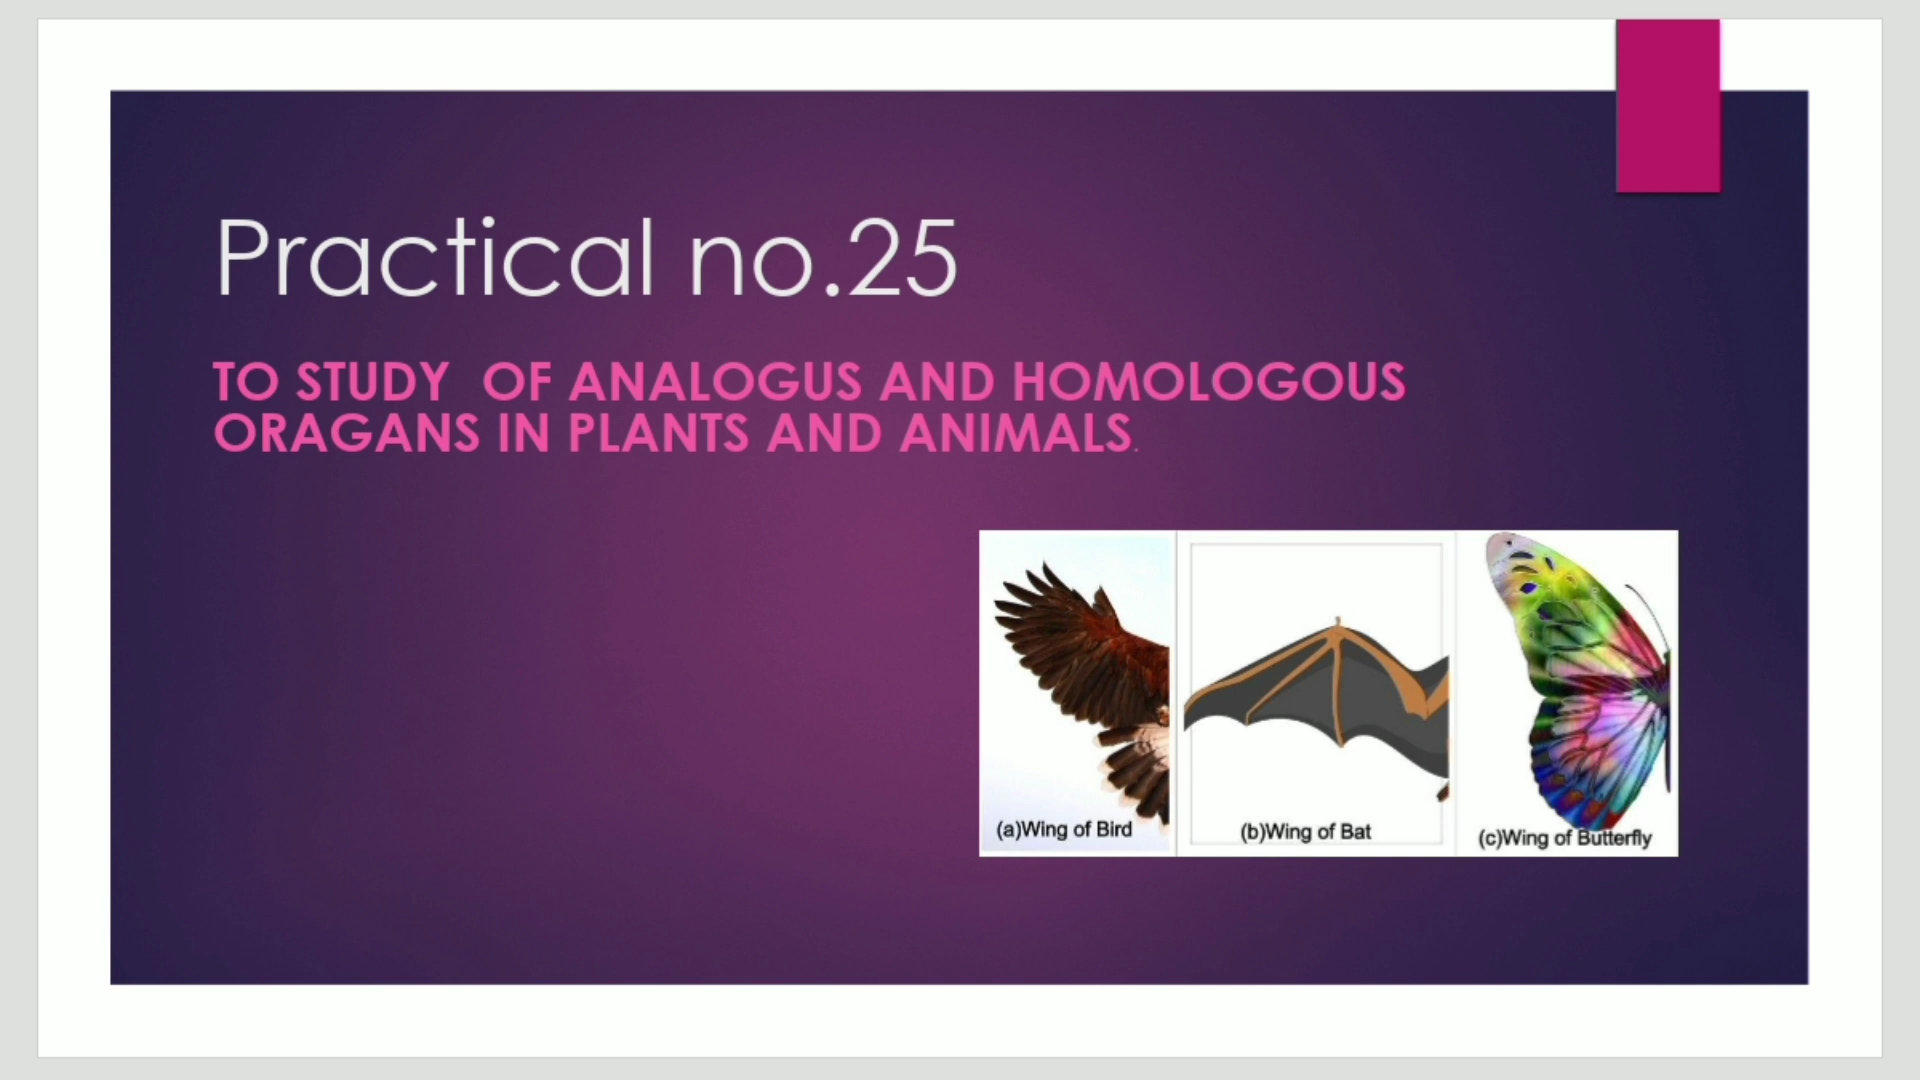 Practical no.25
TO STUDY  OF ANALOGUS AND HOMOLOGOUS
ORAGANS IN PLANTS AND ANIMALS.
(a)Wing of Bird
(b)Wing of Bat
(c)Wing of Butterfly